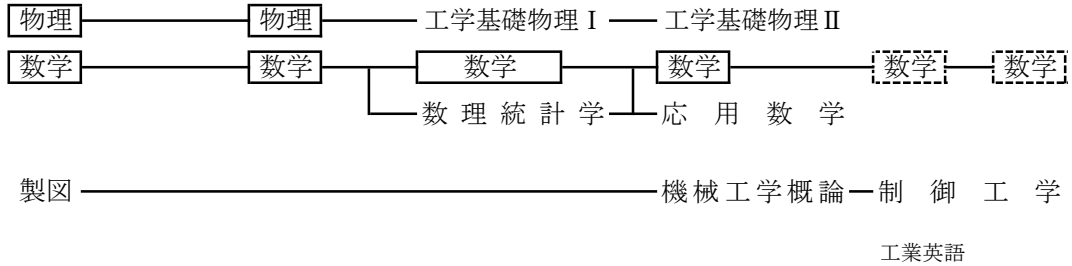 物理 物理 工学基礎物理Ⅰ 工学基礎物理Ⅱ
数学 数学 数学 数学 数学 数学
数理統計学 応用数学
製図 機械工学概論 制御工学
工業英語